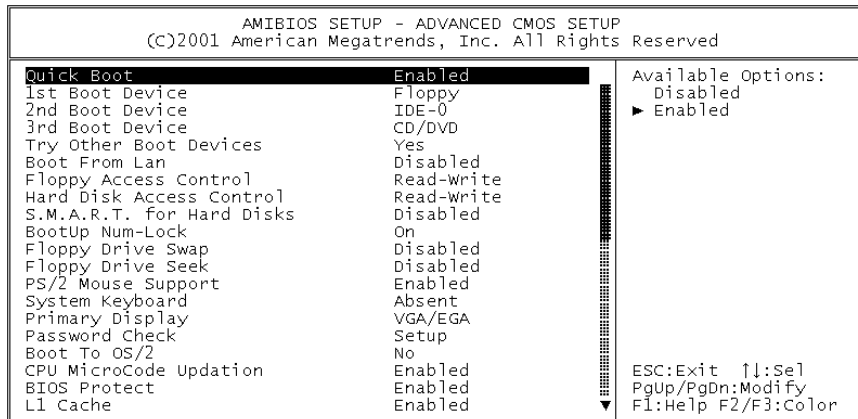 AMIBIOS SETUP - ADVANCED CMOS SETUP
(C)2001 American Megatrends, Inc. All Rights Reserved
Quick Boot Enabled
1st Boot Device Floppy
2nd Boot Device IDE-0
3rd Boot Device CD/DVD
Try Other Boot Devices Yes
Boot From Lan Disabled
Floppy Access Control Read-Write
Hard Disk Access Control Read-Write
S.M.A.R.T. for Hard Disks Disabled
BootUp Num-Lock On
Floppy Drive Swap Disabled
Floppy Drive Seek Disabled
PS/2 Mouse Support Enabled
System Keyboard Absent
Primary Display VGA/EGA
Password Check Setup
Boot To OS/2 No
CPU MicroCode Updation Enabled
BIOS Protect Enabled
L1 Cache Enabled
Available Options:
Disabled
► Enabled
ESC:Exit ↑↓:Sel
PgUp/PgDn:Modify
F1:Help F2/F3:Color